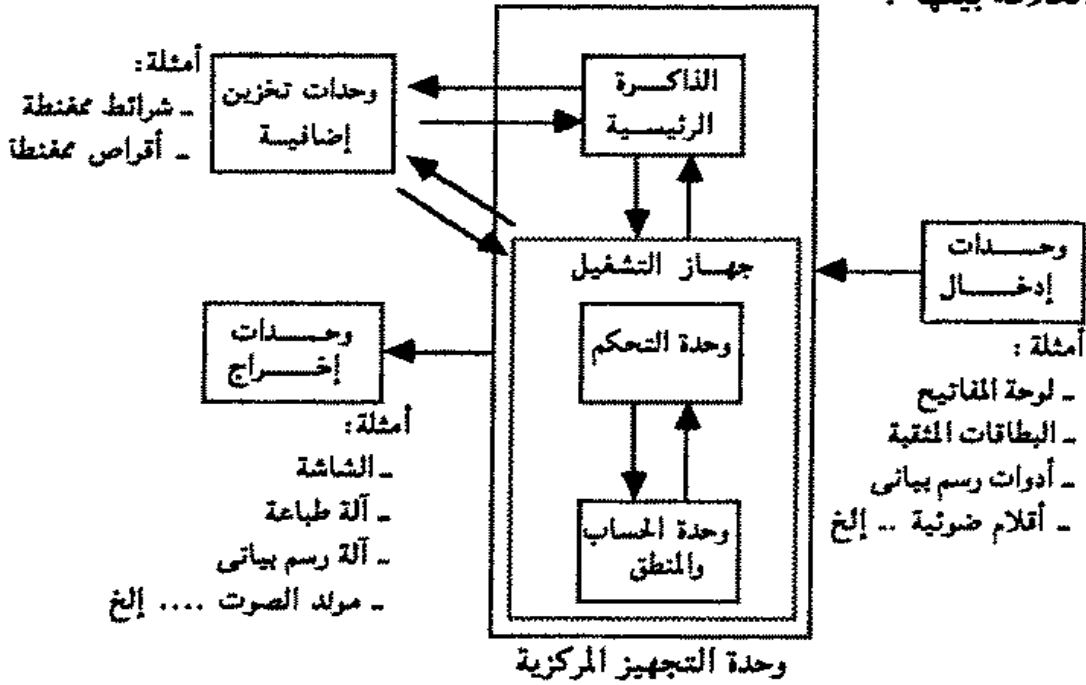 العلاقة بينها :
أمثلة:
ـ شرائط ممغنطة
ـ أقراص ممغنطة
وحدات تخزين
إضافية
الذاكرة
الرئيسية
جهاز التشغيل
وحدة التحكم
وحدة الحساب
والمنطق
وحدات
إدخال
أمثلة :
ـ لوحة المفاتيح
ـ البطاقات المثقبة
ـ أدوات رسم بيانى
ـ أقلام ضوئية .. إلخ
وحدات
إخراج
أمثلة:
ـ الشاشة
ـ آلة طباعة
ـ آلة رسم بيانى
ـ مولد الصوت .... إلخ
وحدة التجهيز المركزية